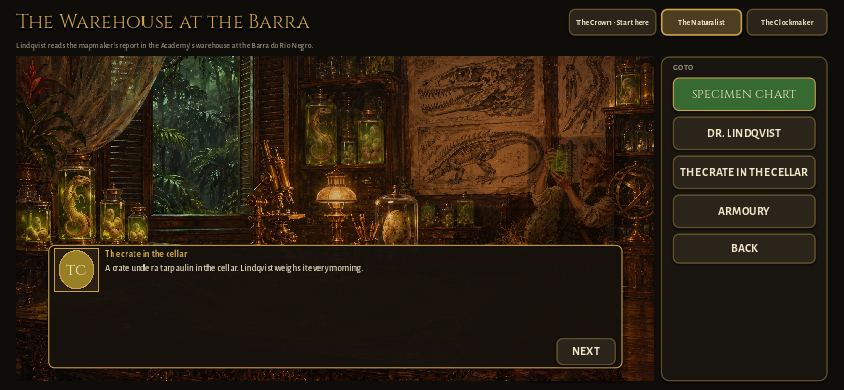 The Warehouse at the Barra
The Crown · Start here
The Naturalist
The Clockmaker
Lindqvist reads the mapmaker's report in the Academy's warehouse at the Barra do Rio Negro.
GO TO
SPECIMEN CHART
DR. LINDQVIST
THE CRATE IN THE CELLAR
ARMOURY
BACK
TC
The crate in the cellar
A crate under a tarpaulin in the cellar. Lindqvist weighs it every morning.
NEXT